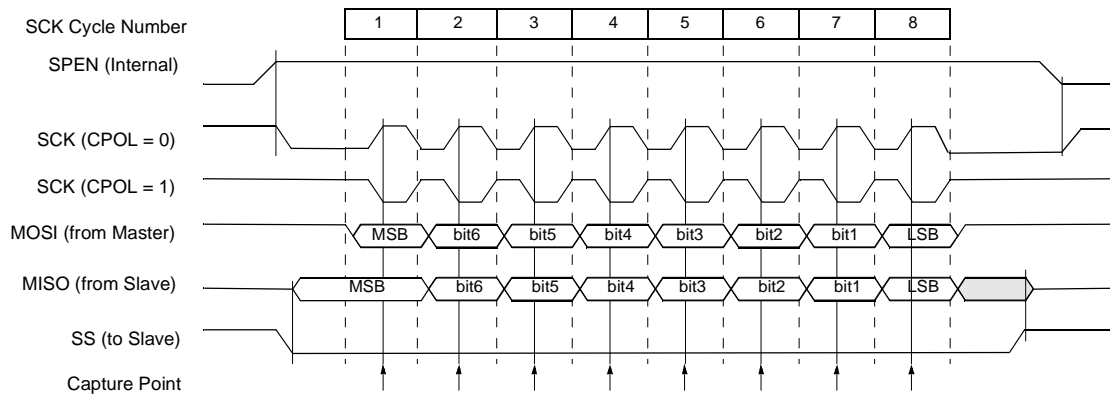 SCK Cycle Number 1 2 3 4 5 6 7 8
SPEN (Internal)
SCK (CPOL = 0)
SCK (CPOL = 1)
MOSI (from Master) MSB bit6 bit5 bit4 bit3 bit2 bit1 LSB
MISO (from Slave) MSB bit6 bit5 bit4 bit3 bit2 bit1 LSB
SS (to Slave)
Capture Point